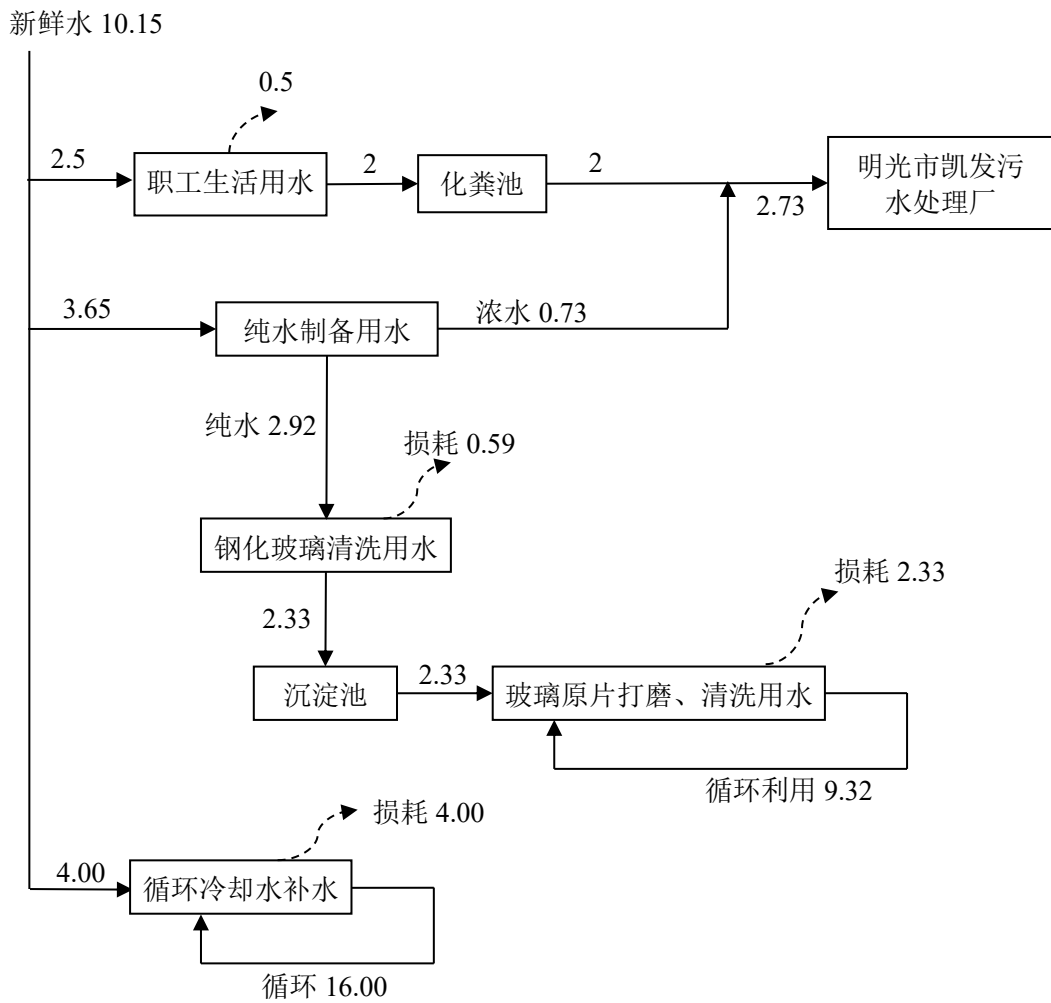 新鲜水 10.15
0.5
2.5
职工生活用水
2
化粪池
2
2.73
明光市凯发污
水处理厂
3.65
纯水制备用水
浓水 0.73
纯水 2.92
损耗 0.59
钢化玻璃清洗用水
2.33
损耗 2.33
沉淀池
2.33
玻璃原片打磨、清洗用水
循环利用 9.32
损耗 4.00
4.00
循环冷却水补水
循环 16.00